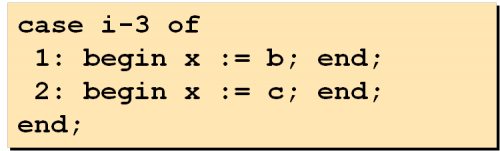 case i-3 of
 1: begin x := b; end;
 2: begin x := c; end;
end;